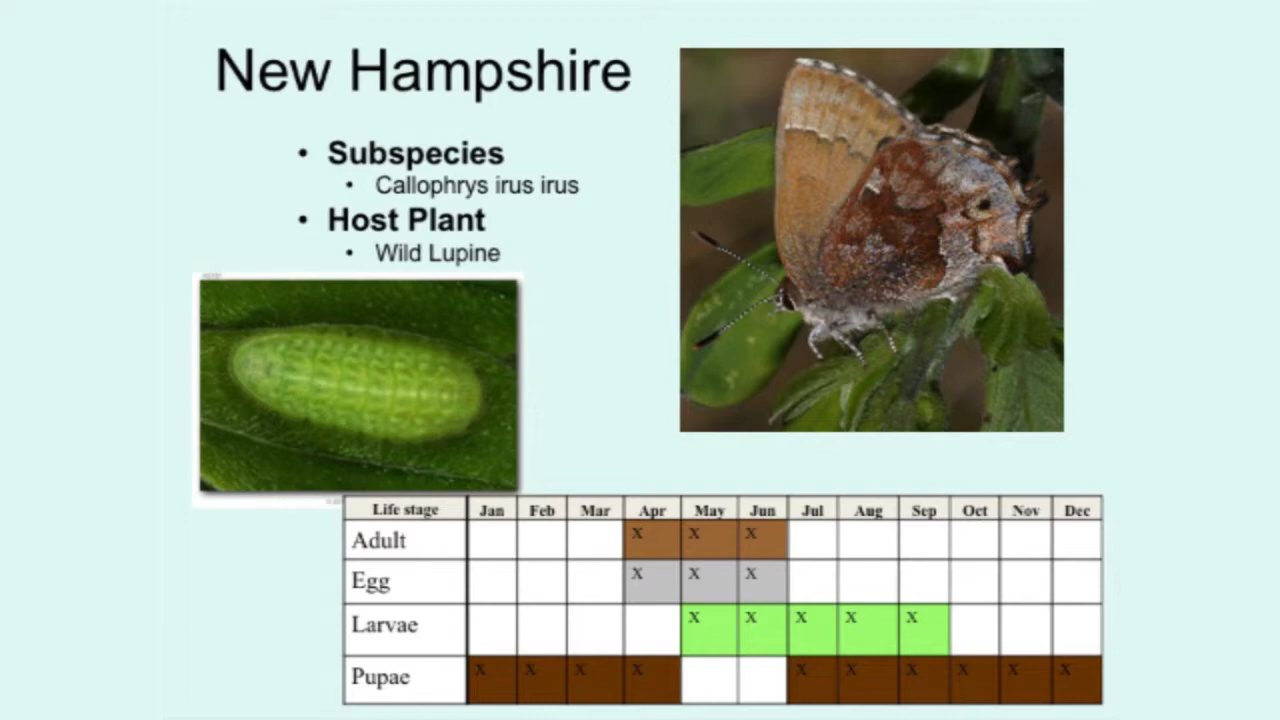 New Hampshire
• Subspecies
• Callophrys irus irus
• Host Plant
• Wild Lupine
Life stage Jan Feb Mar Apr May Jun Jul Aug Sep Oct Nov Dec
Adult X X X
Egg X X X
Larvae X X X X X
Pupae X X X X X X X X X X